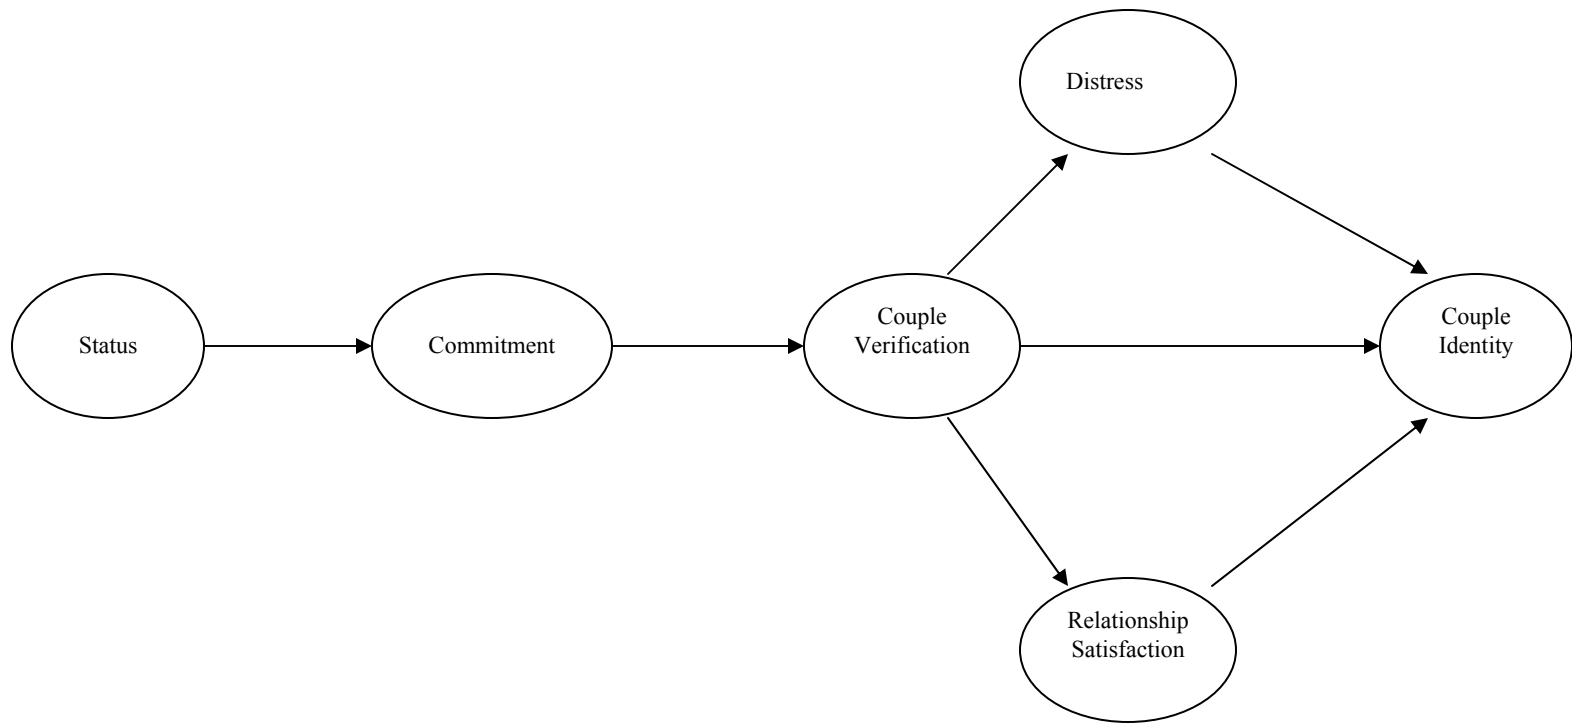 Distress
Status
Commitment
Couple
Verification
Couple
Identity
Relationship
Satisfaction